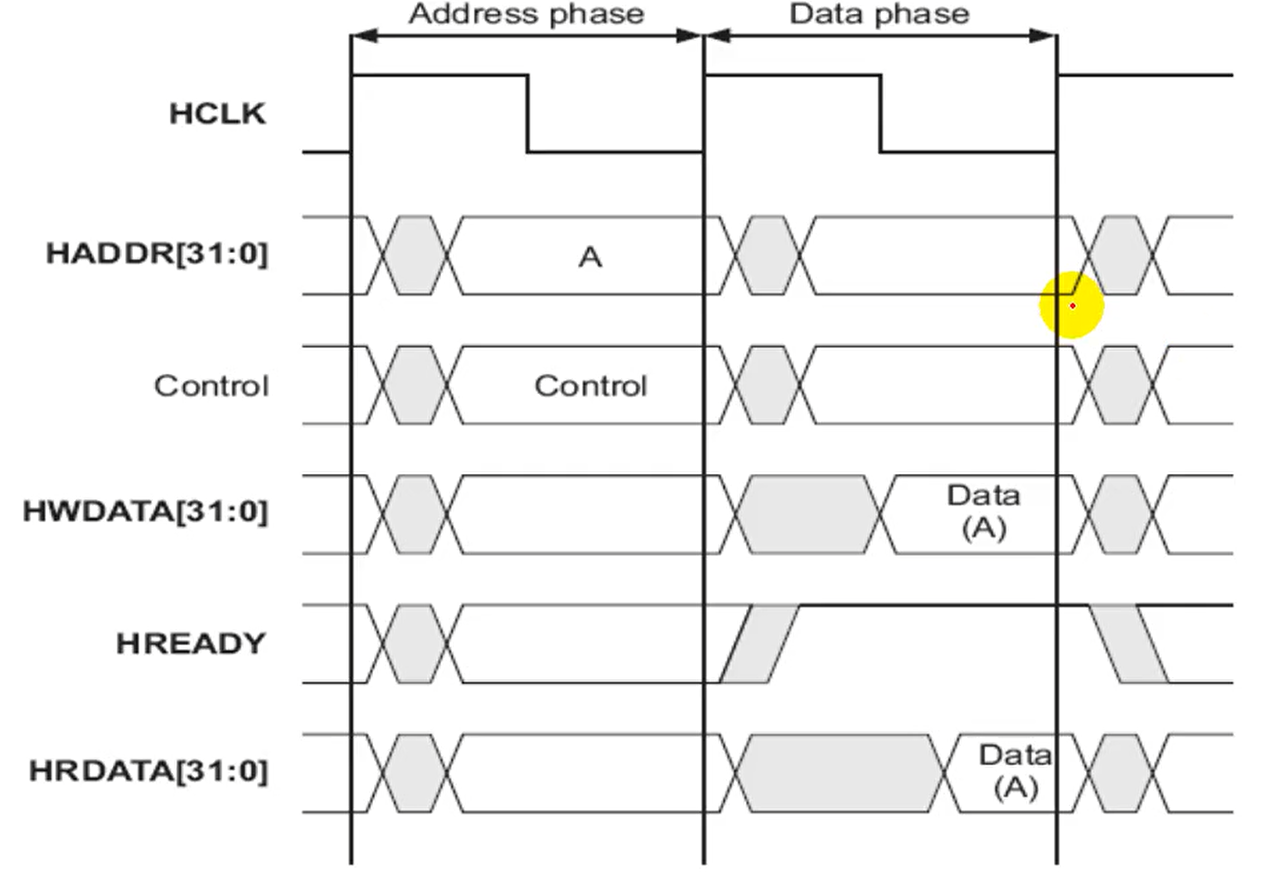 Address phase
Data phase
HCLK
HADDR[31:0]
A
Control
Control
HWDATA[31:0]
Data
(A)
HREADY
HRDATA[31:0]
Data
(A)